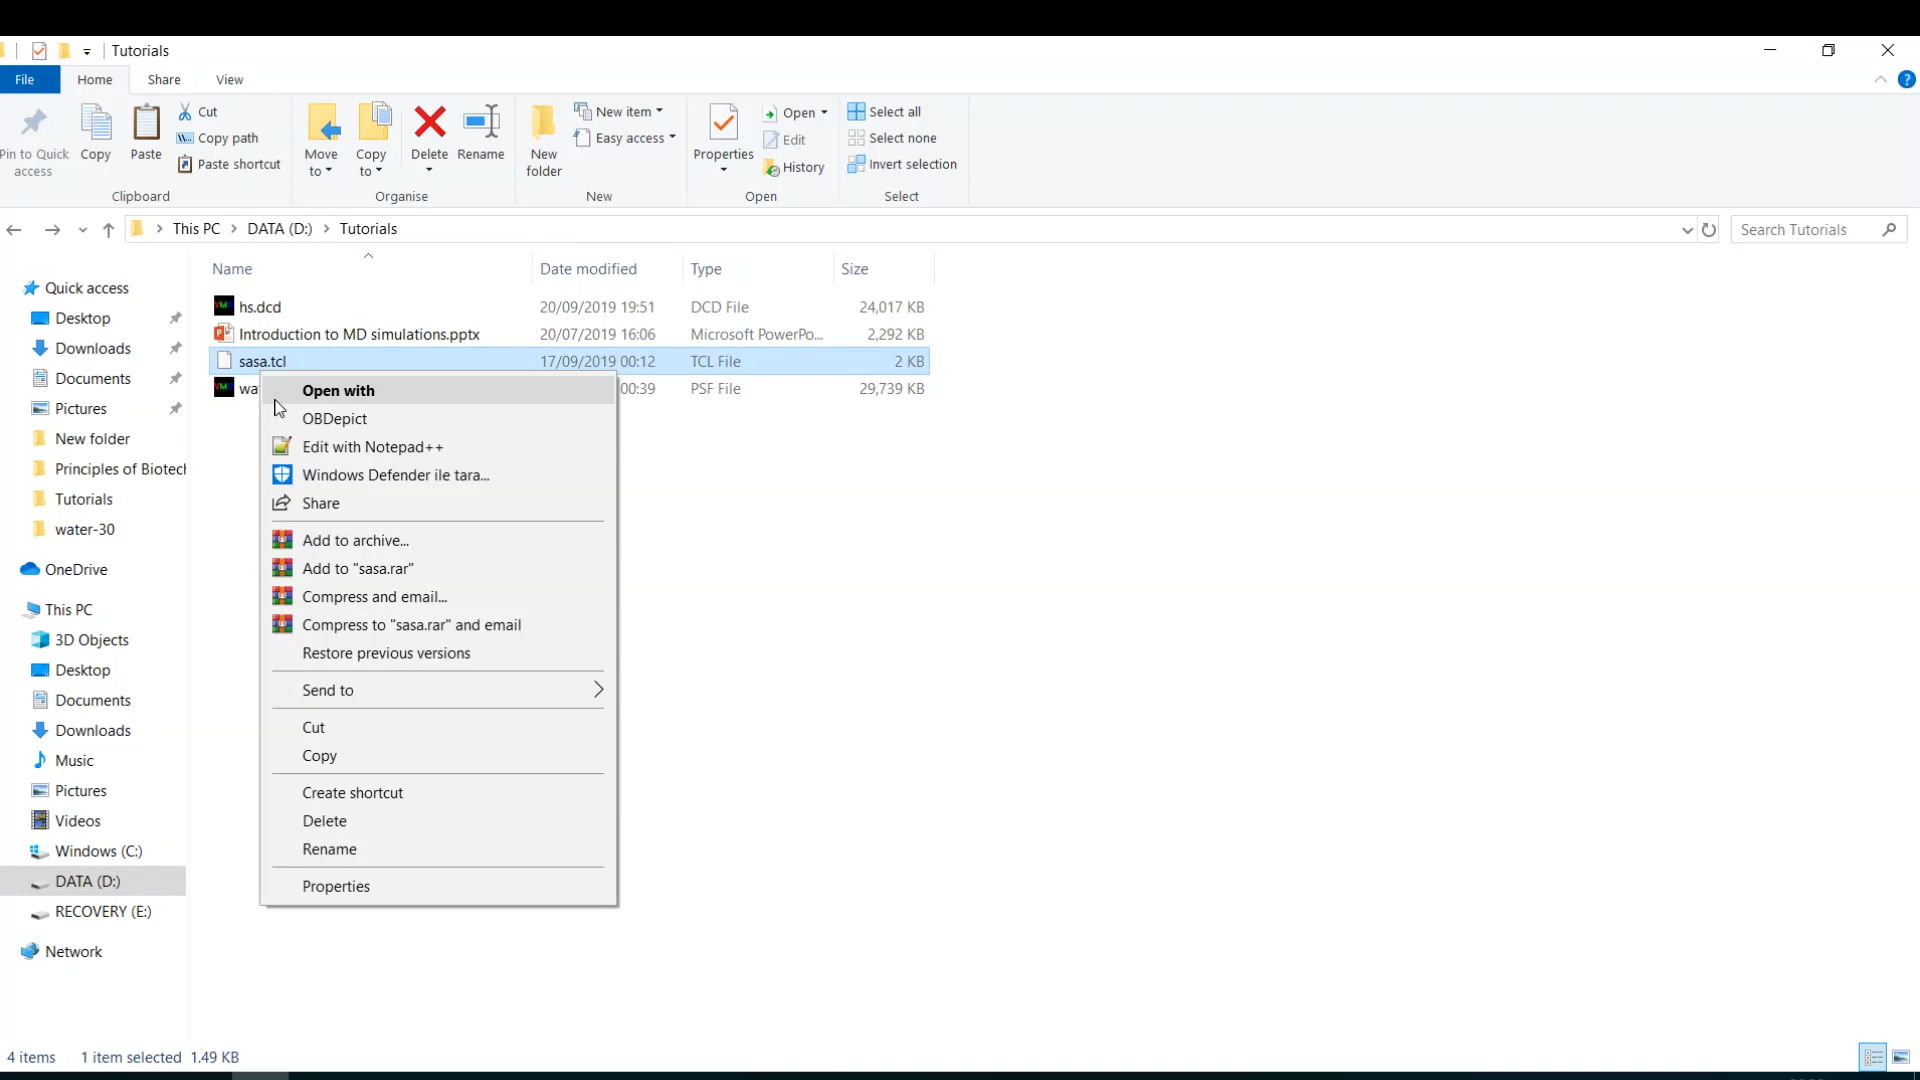 Tutorials
File Home Share View
Pin to Quick access
Copy
Paste
Cut
Copy path
Paste shortcut
Clipboard
Move to
Copy to
Delete
Rename
Organise
New folder
New item
Easy access
New
Properties
Open
Edit
History
Open
Select all
Select none
Invert selection
Select
This PC > DATA (D:) > Tutorials
Search Tutorials
Name Date modified Type Size
hs.dcd 20/09/2019 19:51 DCD File 24,017 KB
Introduction to MD simulations.pptx 20/07/2019 16:06 Microsoft PowerPo... 2,292 KB
sasa.tcl 17/09/2019 00:12 TCL File 2 KB
wa 00:39 PSF File 29,739 KB
Quick access
Desktop
Downloads
Documents
Pictures
New folder
Principles of Biotech
Tutorials
water-30
OneDrive
This PC
3D Objects
Desktop
Documents
Downloads
Music
Pictures
Videos
Windows (C:)
DATA (D:)
RECOVERY (E:)
Network
Open with
OBDepict
Edit with Notepad++
Windows Defender ile tara...
Share
Add to archive...
Add to "sasa.rar"
Compress and email...
Compress to "sasa.rar" and email
Restore previous versions
Send to
Cut
Copy
Create shortcut
Delete
Rename
Properties
4 items 1 item selected 1.49 KB